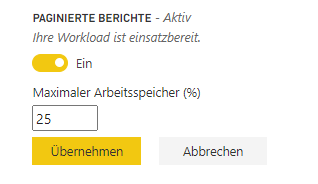 PAGINIERTE BERICHTE - Aktiv
Ihre Workload ist einsatzbereit.
Ein
Maximaler Arbeitsspeicher (%)
25
Übernehmen Abbrechen